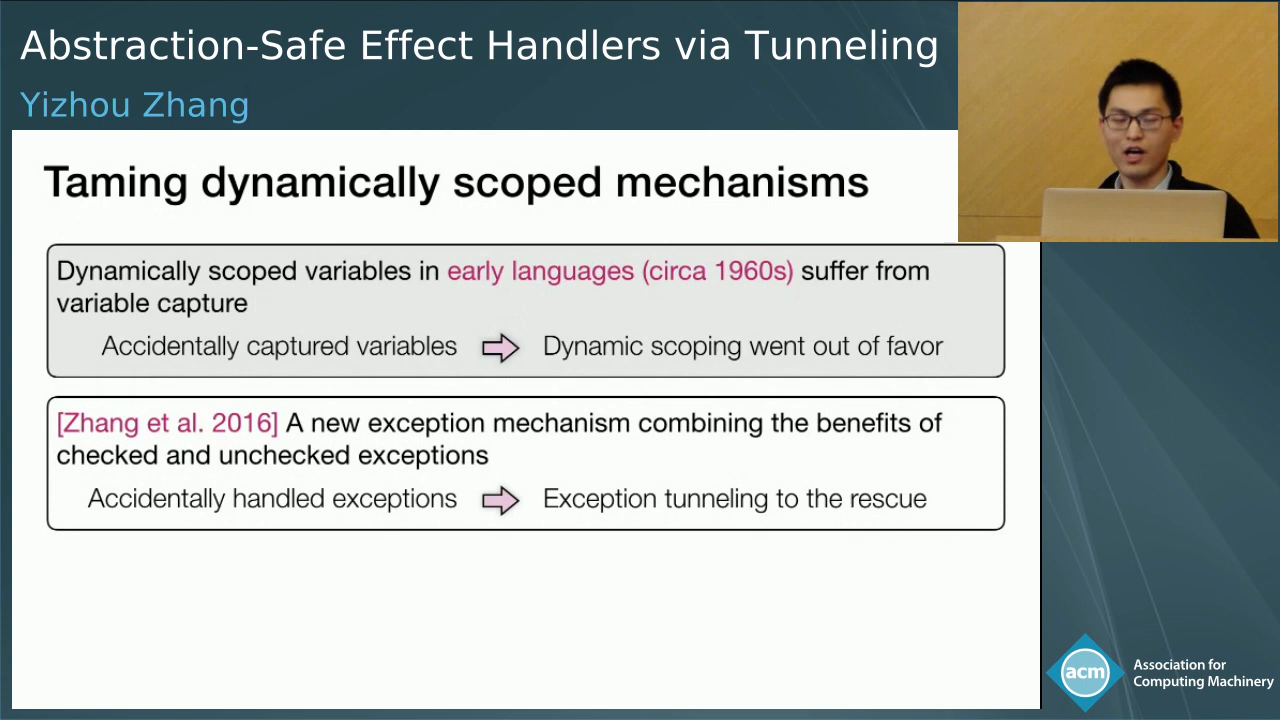 Abstraction-Safe Effect Handlers via Tunneling
Yizhou Zhang
Taming dynamically scoped mechanisms
Dynamically scoped variables in early languages (circa 1960s) suffer from
variable capture
Accidentally captured variables
Dynamic scoping went out of favor
[Zhang et al. 2016] A new exception mechanism combining the benefits of
checked and unchecked exceptions
Accidentally handled exceptions
Exception tunneling to the rescue
acm
Association for
Computing Machinery